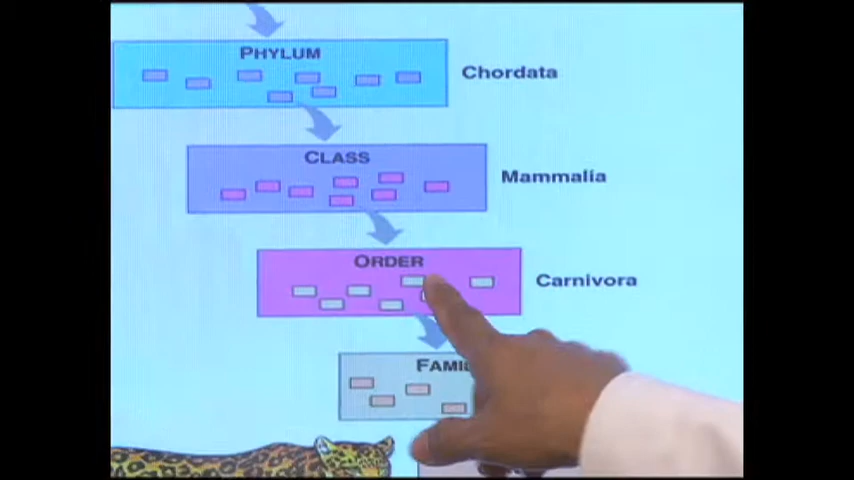 PHYLUM
Chordata
CLASS
Mammalia
ORDER
Carnivora